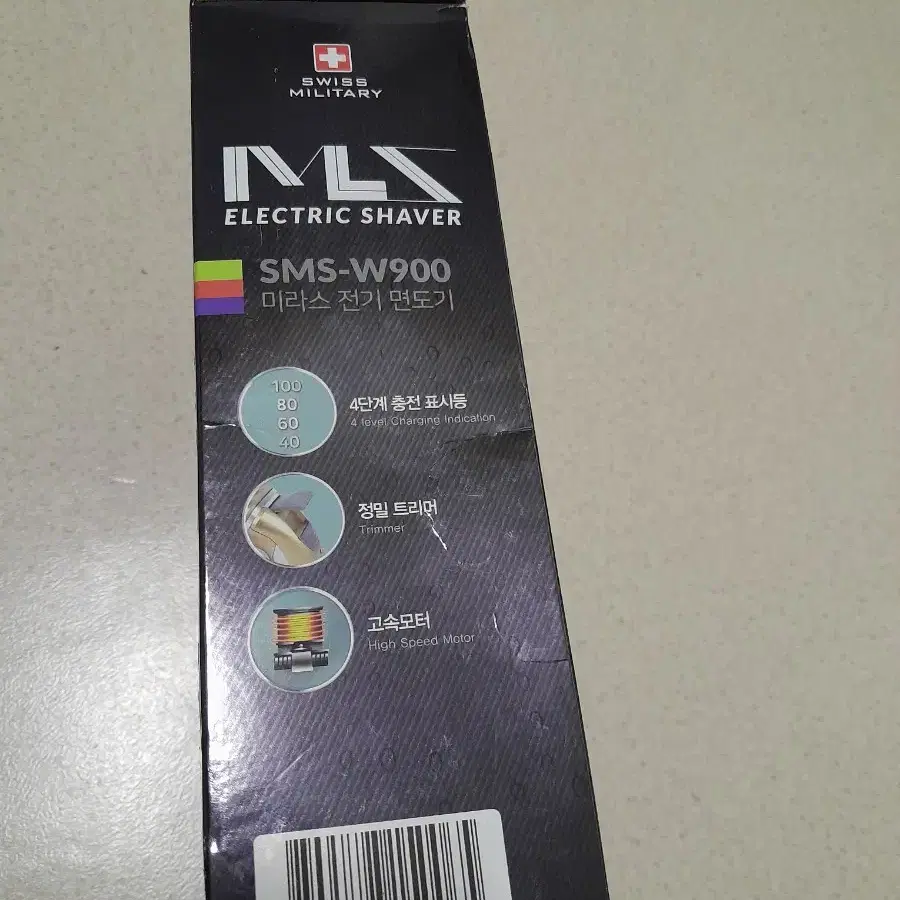 SWISS
MILITARY
MLS
ELECTRIC SHAVER
SMS-W900
미라스 전기 면도기
100
80
60
40
4단계 충전 표시등
4 level Charging Indication
정밀 트리머
Trimmer
고속모터
High Speed Motor